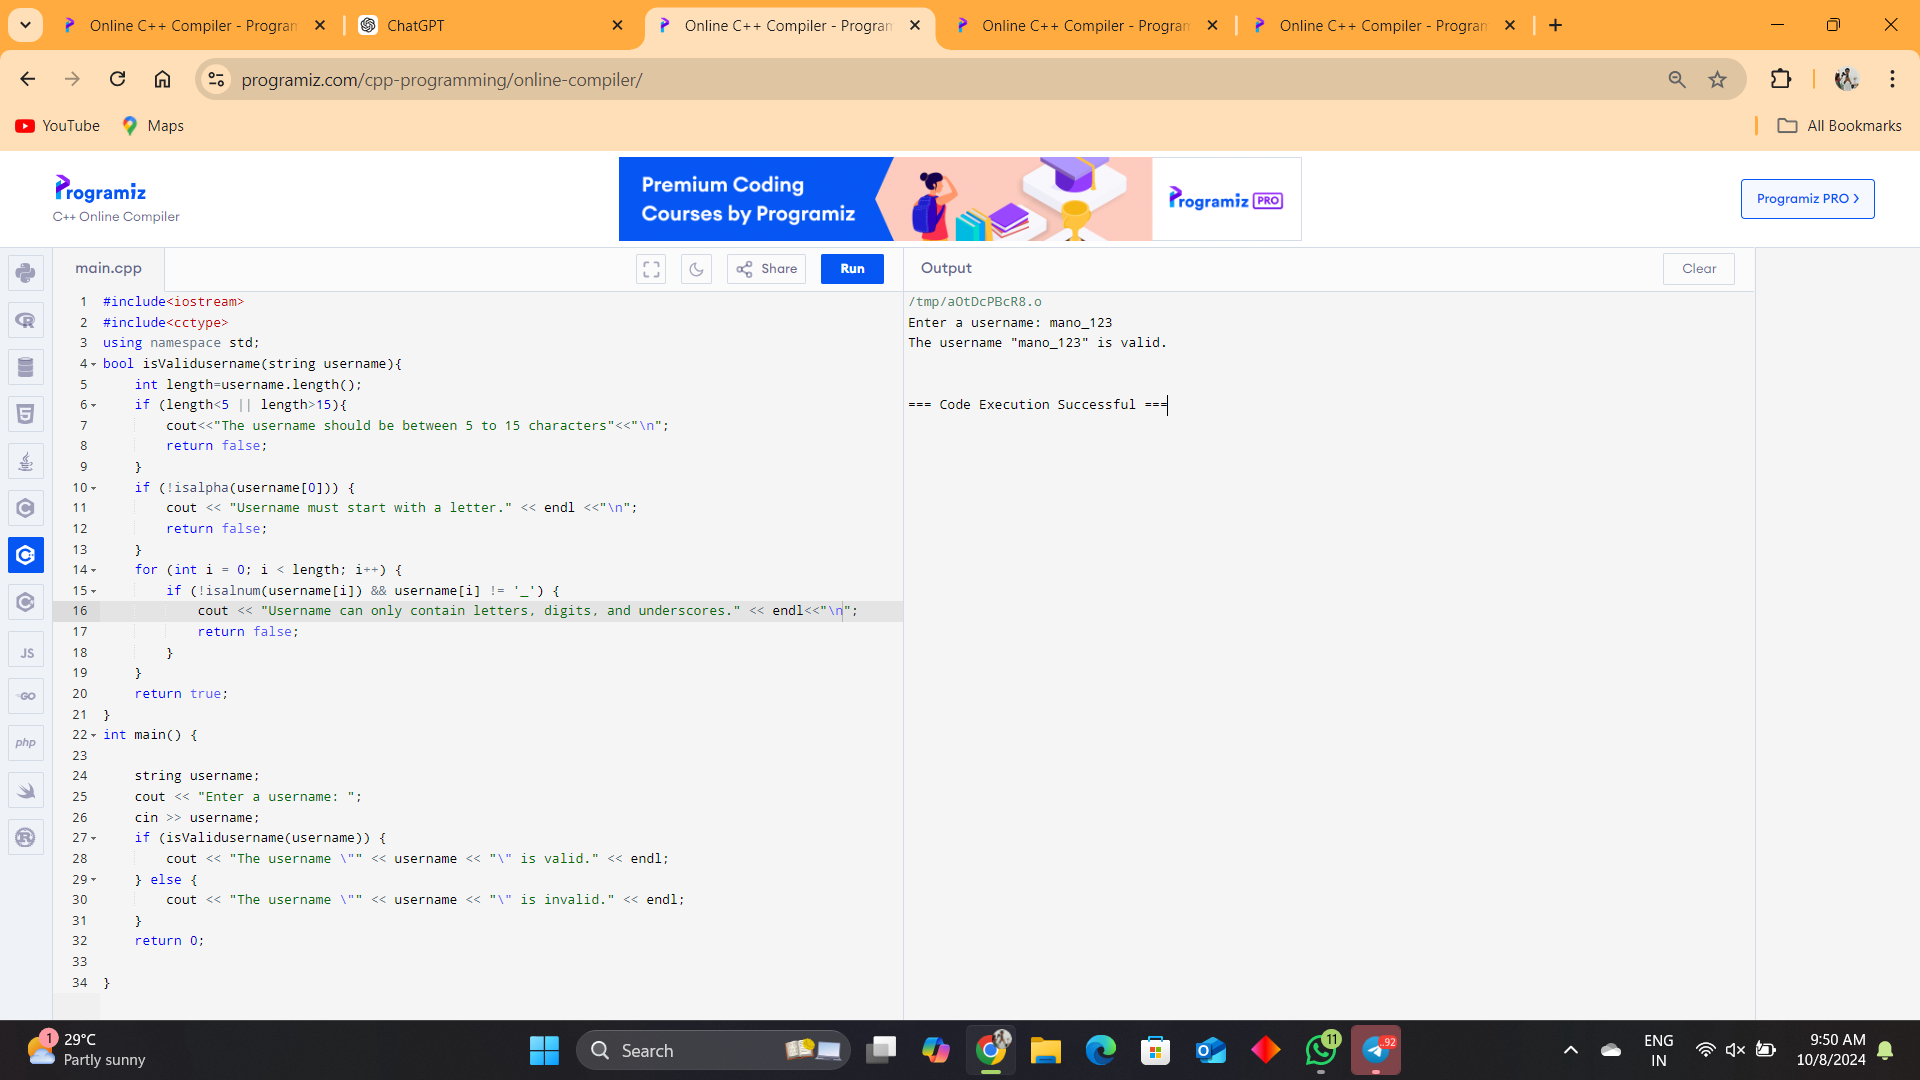 Online C++ Compiler - Program
ChatGPT
Online C++ Compiler - Program
Online C++ Compiler - Program
Online C++ Compiler - Program
programiz.com/cpp-programming/online-compiler/
YouTube
Maps
All Bookmarks
Programiz
C++ Online Compiler
Premium Coding
Courses by Programiz
Programiz PRO
Programiz PRO >
main.cpp
Share
Run
Output
Clear
1 #include<iostream>
2 #include<cctype>
3 using namespace std;
4 bool isValidusername(string username){
5 int length=username.length();
6 if (length<5 || length>15){
7 cout<<"The username should be between 5 to 15 characters"<<"\n";
8 return false;
9 }
10 if (!isalpha(username[0])) {
11 cout << "Username must start with a letter." << endl <<"\n";
12 return false;
13 }
14 for (int i = 0; i < length; i++) {
15 if (!isalnum(username[i]) && username[i] != '_') {
16 cout << "Username can only contain letters, digits, and underscores." << endl<<"\n";
17 return false;
18 }
19 }
20 return true;
21 }
22 int main() {
23
24 string username;
25 cout << "Enter a username: ";
26 cin >> username;
27 if (isValidusername(username)) {
28 cout << "The username \"" << username << "\" is valid." << endl;
29 } else {
30 cout << "The username \"" << username << "\" is invalid." << endl;
31 }
32 return 0;
33
34 }
/tmp/aOtDcPBcR8.o
Enter a username: mano_123
The username "mano_123" is valid.
=== Code Execution Successful ===
JS
GO
php
1
29°C
Partly sunny
Search
11
..92
ENG
IN
9:50 AM
10/8/2024